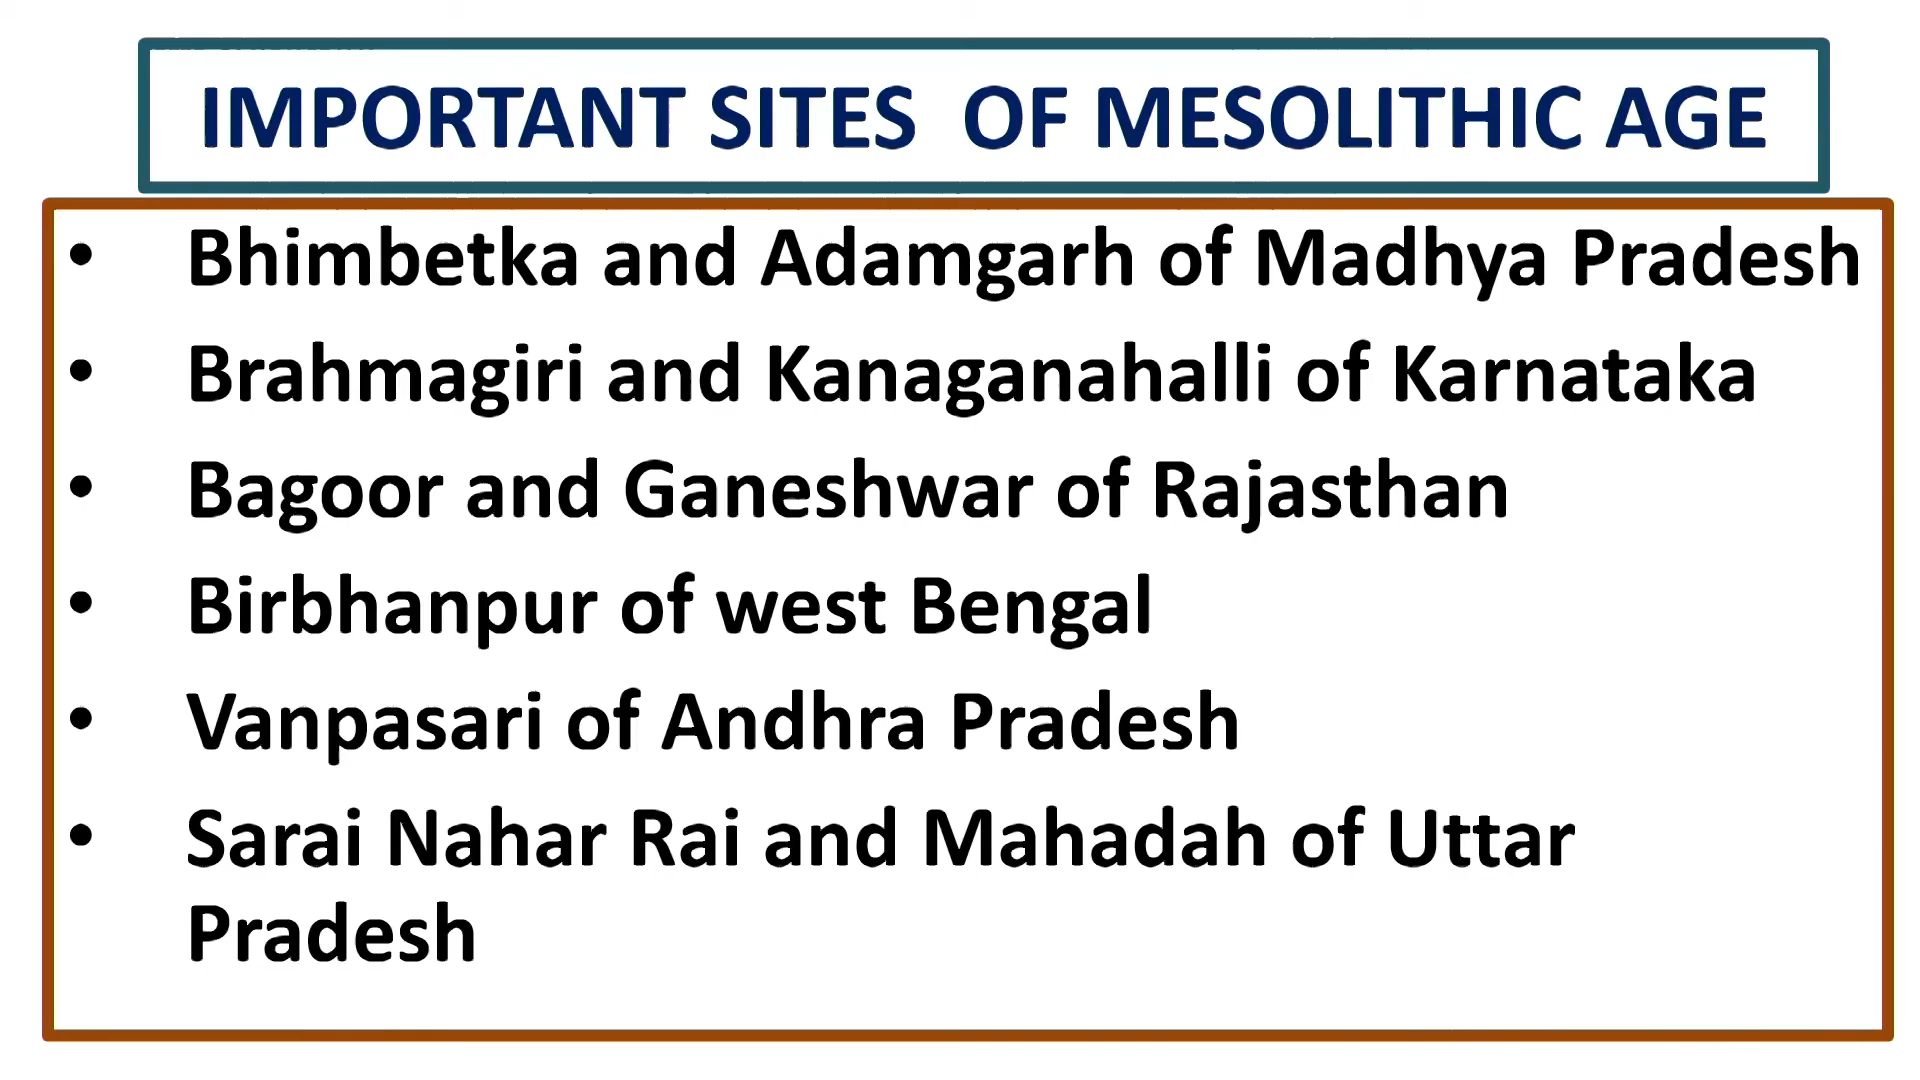 IMPORTANT SITES OF MESOLITHIC AGE
• Bhimbetka and Adamgarh of Madhya Pradesh
• Brahmagiri and Kanaganahalli of Karnataka
• Bagoor and Ganeshwar of Rajasthan
• Birbhanpur of west Bengal
• Vanpasari of Andhra Pradesh
• Sarai Nahar Rai and Mahadah of Uttar
Pradesh